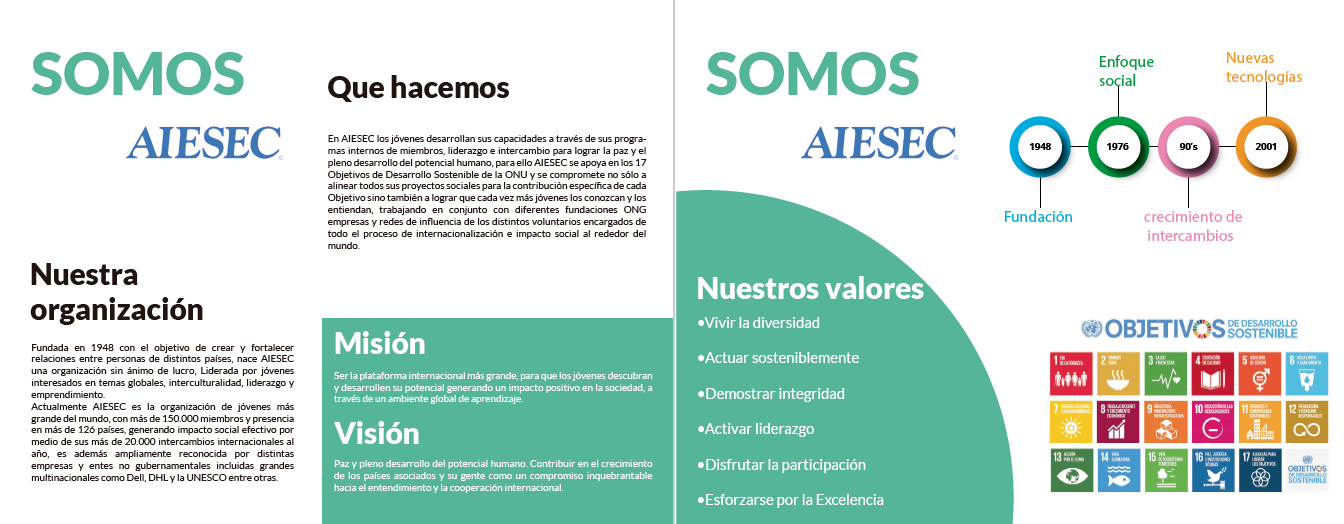 SOMOS
AIESEC
Nuestra
organización
Fundada en 1948 con el objetivo de crear y fortalecer
relaciones entre personas de distintos países, nace AIESEC
una organización sin ánimo de lucro, Liderada por jóvenes
interesados en temas globales, interculturalidad, liderazgo y
emprendimiento.
Actualmente AIESEC es la organización de jóvenes más
grande del mundo, con más de 150.000 miembros y presencia
en más de 126 países, generando impacto social efectivo por
medio de sus más de 20.000 intercambios internacionales al
año, es además ampliamente reconocida por distintas
empresas y entes no gubernamentales incluidas grandes
multinacionales como Dell, DHL y la UNESCO entre otras.
Que hacemos
En AIESEC los jóvenes desarrollan sus capacidades a través de sus progra-
mas internos de miembros, liderazgo e intercambio para lograr la paz y el
pleno desarrollo del potencial humano, para ello AIESEC se apoya en los 17
Objetivos de Desarrollo Sostenible de la ONU y se compromete no sólo a
alinear todos sus proyectos sociales para la contribución específica de cada
Objetivo sino también a lograr que cada vez más jóvenes los conozcan y los
entiendan, trabajando en conjunto con diferentes fundaciones ONG
empresas y redes de influencia de los distintos voluntarios encargados de
todo el proceso de internacionalización e impacto social al rededor del
mundo.
Misión
Ser la plataforma internacional más grande, para que los jóvenes descubran
y desarrollen su potencial generando un impacto positivo en la sociedad, a
través de un ambiente global de aprendizaje.
Visión
Paz y pleno desarrollo del potencial humano. Contribuir en el crecimiento
de los países asociados y su gente como un compromiso inquebrantable
hacia el entendimiento y la cooperación internacional.
SOMOS
AIESEC
Nuestros valores
•Vivir la diversidad
•Actuar sosteniblemente
•Demostrar integridad
•Activar liderazgo
•Disfrutar la participación
•Esforzarse por la Excelencia
Enfoque
social
Nuevas
tecnologías
1948
1976
90's
2001
Fundación
crecimiento de
intercambios
OBJETIVOS
DE DESARROLLO
SOSTENIBLE
1 FIN
DE LA POBREZA
2 HAMBRE
CERO
3 SALUD
Y BIENESTAR
4 EDUCACIÓN
DE CALIDAD
5 IGUALDAD
DE GÉNERO
6
7
8 TRABAJO DECENTE
Y CRECIMIENTO
ECONÓMICO
9 INDUSTRIA,
INNOVACIÓN E
INFRAESTRUCTURA
10 REDUCCIÓN DE LAS
DESIGUALDADES
11 CIUDADES Y
COMUNIDADES
SOSTENIBLES
12 PRODUCCIÓN
Y CONSUMO
RESPONSABLES
13 ACCIÓN
POR EL CLIMA
14 VIDA
SUBMARINA
15 VIDA
DE ECOSISTEMAS
TERRESTRES
16 PAZ, JUSTICIA
E INSTITUCIONES
SÓLIDAS
17 ALIANZAS PARA
LOGRAR
LOS OBJETIVOS
OBJETIVOS
DE DESARROLLO
SOSTENIBLE